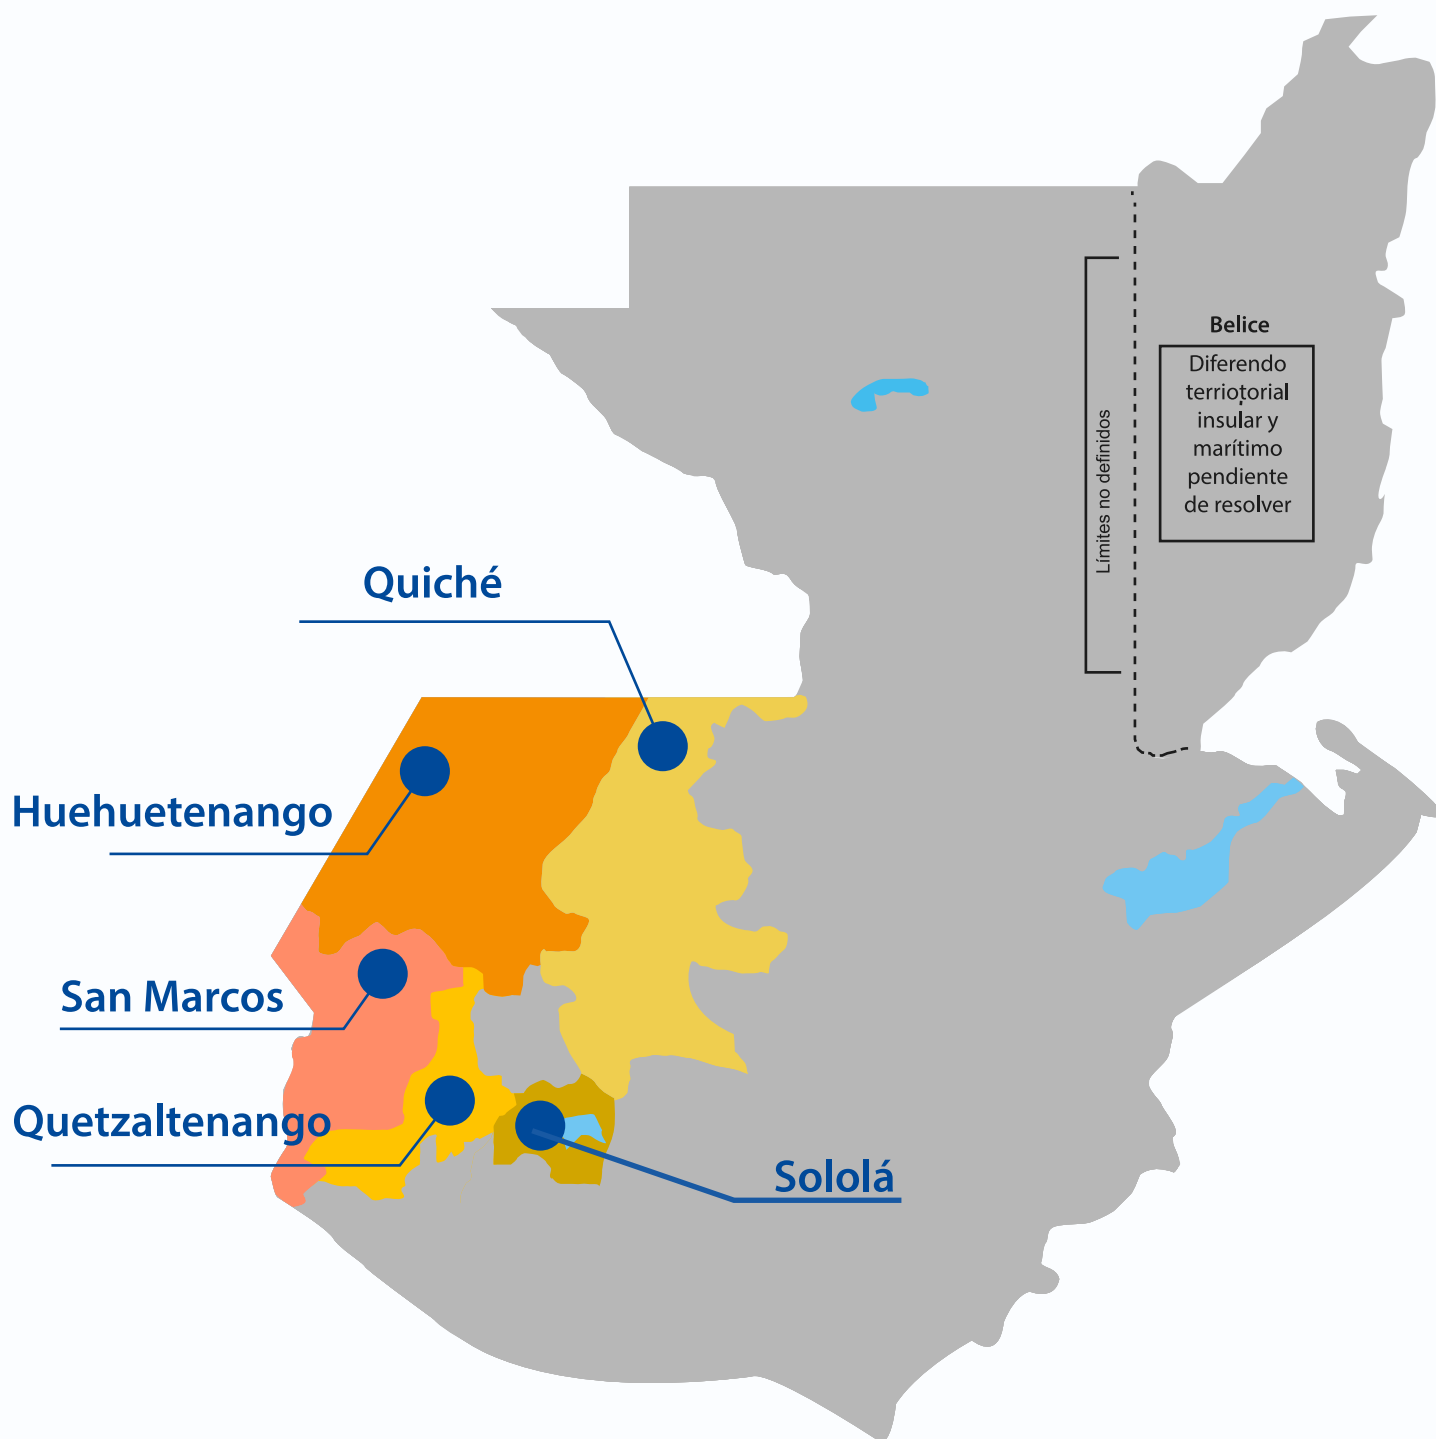 Belice
Diferendo
terriotorial
insular y
marítimo
pendiente
de resolver
Límites no definidos
Quiché
Huehuetenango
San Marcos
Quetzaltenango
Sololá